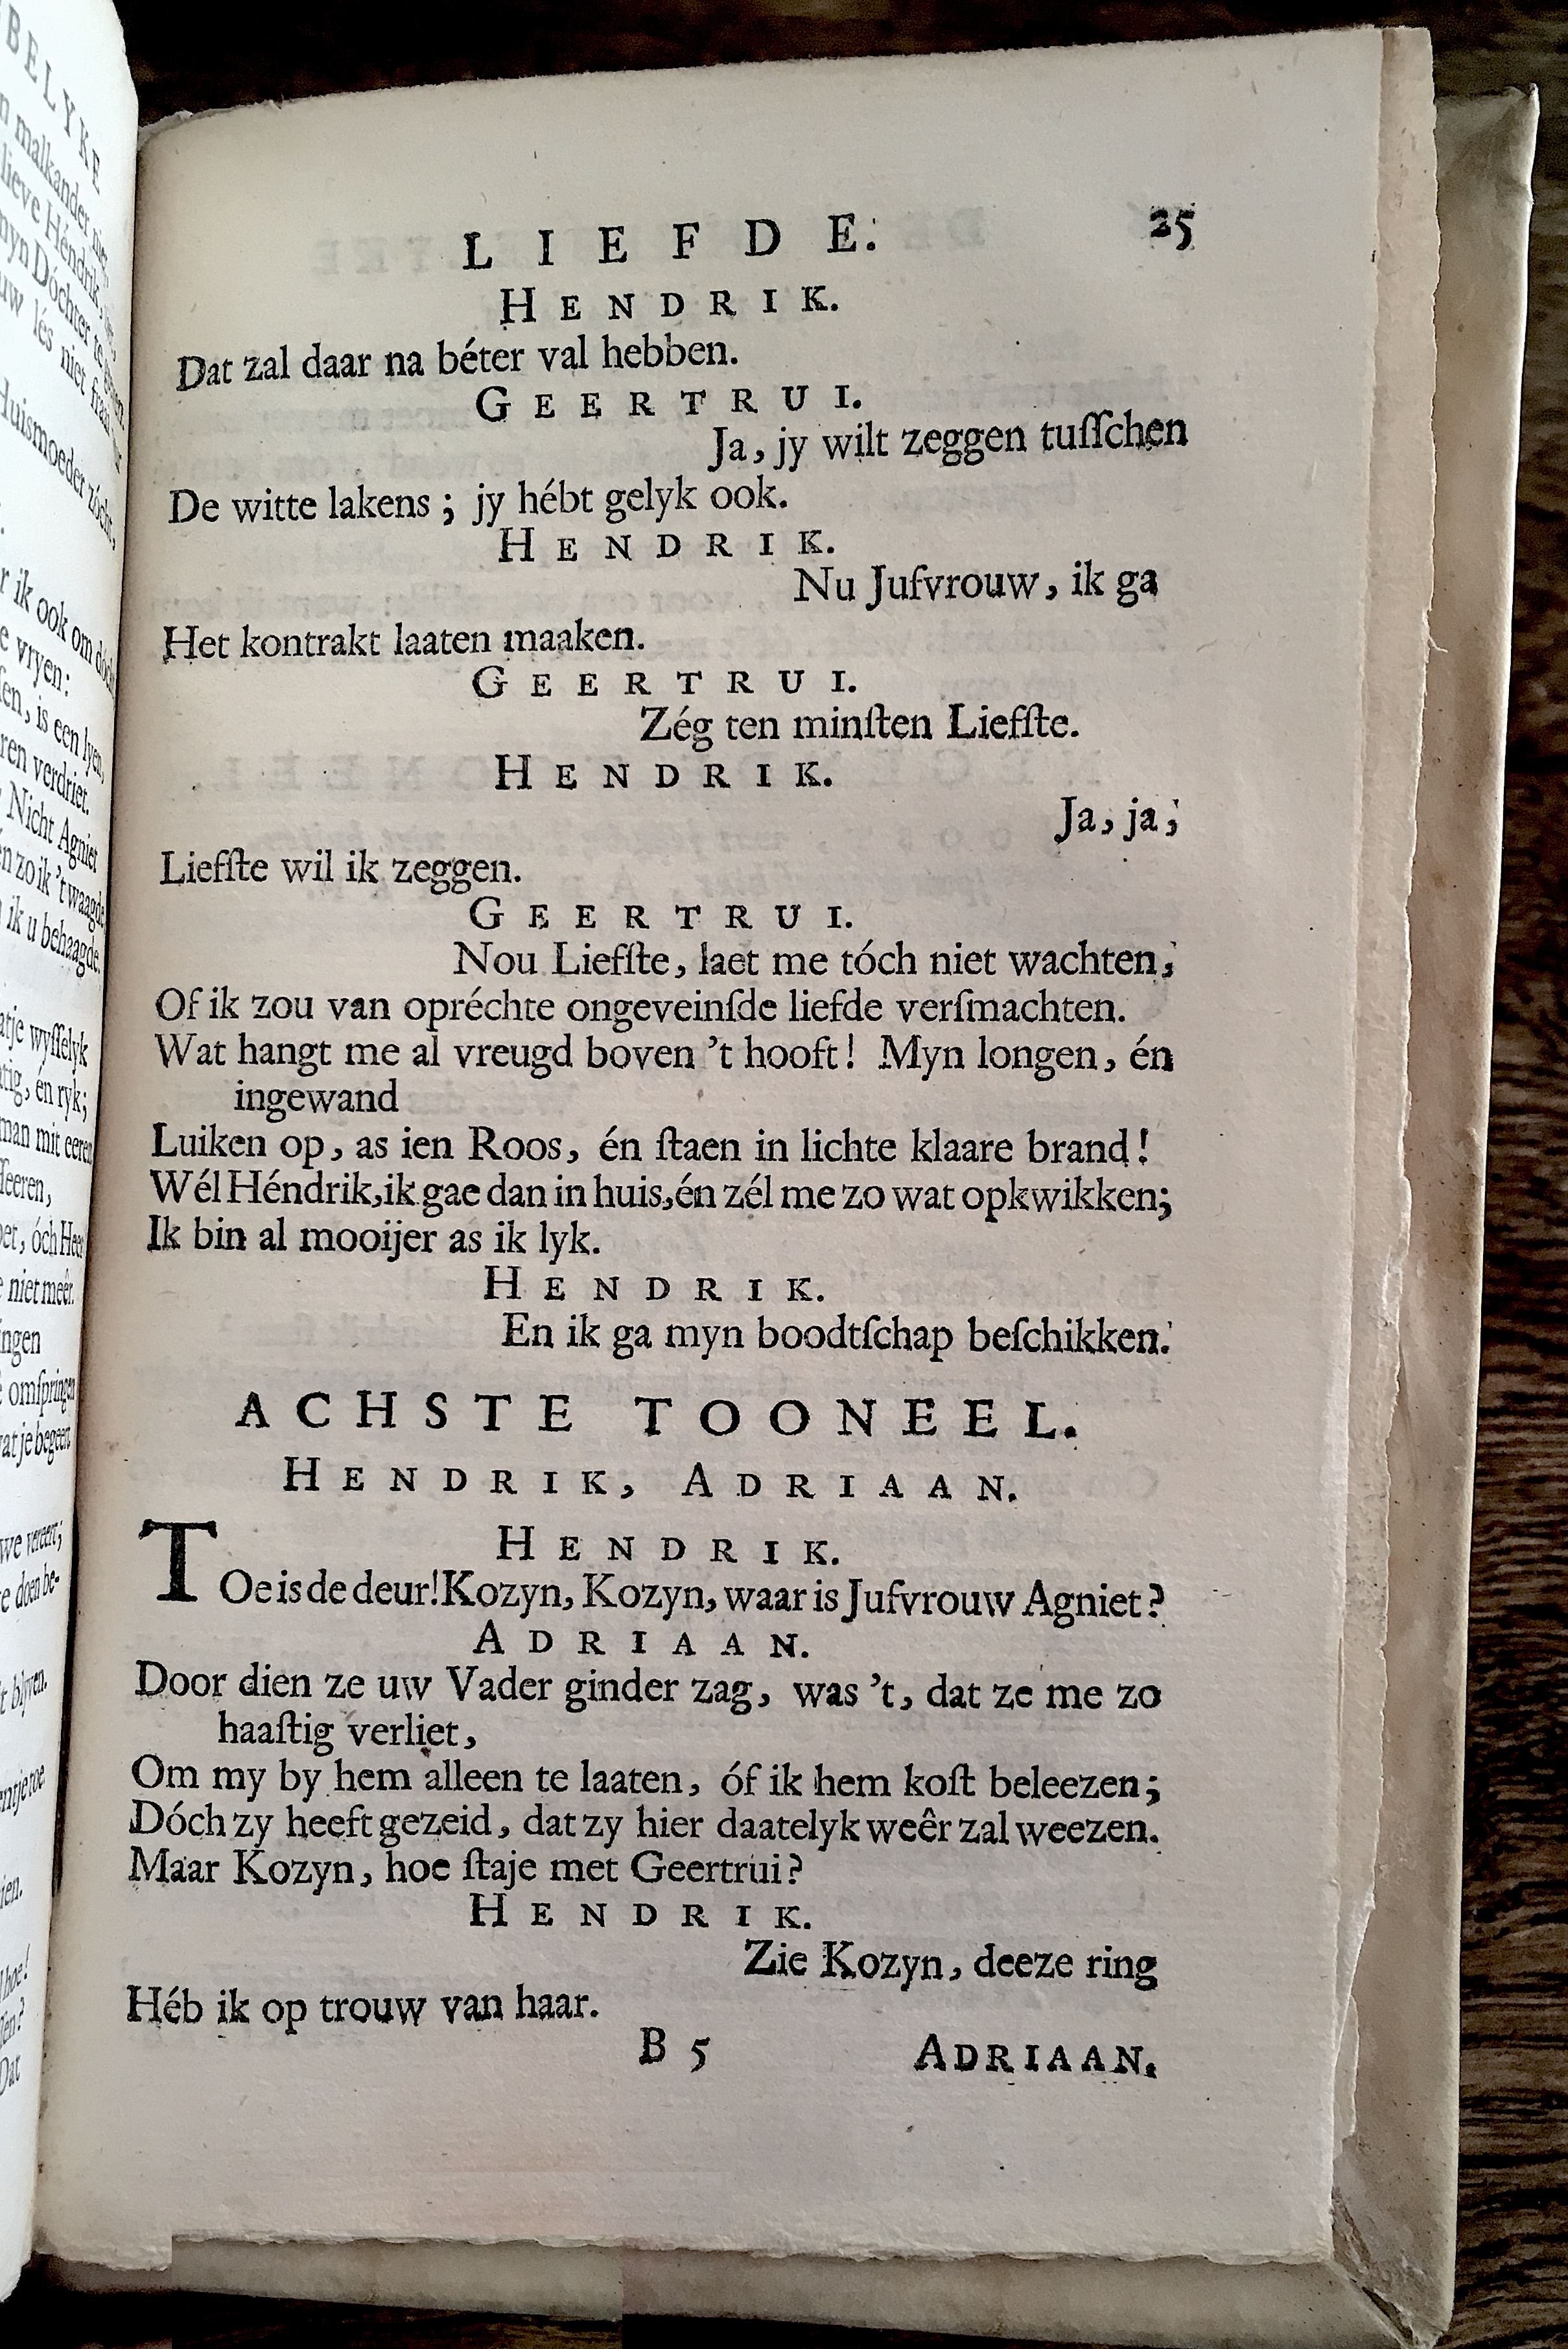 LIEFDE. 25
HENDRIK.
Dat zal daar na béter val hebben.
GEERTRUI.
Ja, jy wilt zeggen tuſſchen
De witte lakens; jy hébt gelyk ook.
HENDRIK.
Nu Jufvrouw, ik ga
Het kontrakt laaten maaken.
GEERTRUI.
Zég ten minſten Liefſte.
HENDRIK.
Ja, ja;
Liefſte wil ik zeggen.
GEERTRUI.
Nou Liefſte, laet me tóch niet wachten;
Of ik zou van opréchte ongeveinſde liefde verſmachten.
Wat hangt me al vreugd boven 't hooft! Myn longen, én
ingewand
Luiken op, as ien Roos, én ſtaen in lichte klaare brand!
Wél Héndrik, ik gae dan in huis, én zél me zo wat opkwikken;
Ik bin al mooijer as ik lyk.
HENDRIK.
En ik ga myn boodtſchap beſchikken.
ACHSTE TOONEEL.
HENDRIK, ADRIAAN.
HENDRIK.
TOe is de deur! Kozyn, Kozyn, waar is Jufvrouw Agniet?
ADRIAAN.
Door dien ze uw Vader ginder zag, was 't, dat ze me zo
haaſtig verliet,
Om my by hem alleen te laaten, óf ik hem koſt beleezen;
Dóch zy heeft gezeid, dat zy hier daatelyk weêr zal weezen.
Maar Kozyn, hoe ſtaje met Geertrui?
HENDRIK.
Zie Kozyn, deeze ring
Héb ik op trouw van haar.
B 5 ADRIAAN.